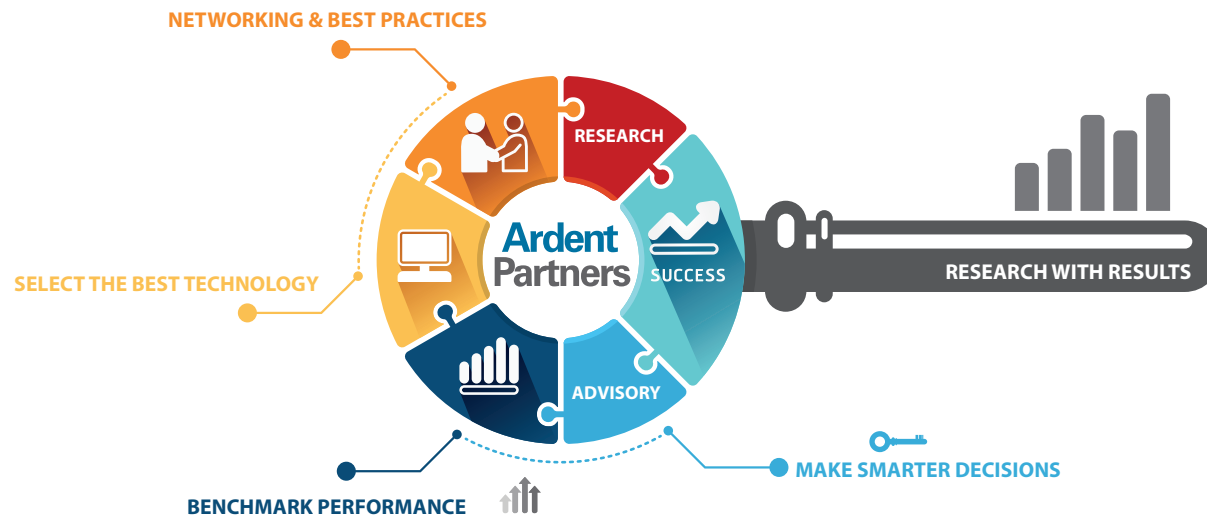 NETWORKING & BEST PRACTICES
RESEARCH
Ardent
Partners
SUCCESS
RESEARCH WITH RESULTS
SELECT THE BEST TECHNOLOGY
ADVISORY
MAKE SMARTER DECISIONS
BENCHMARK PERFORMANCE